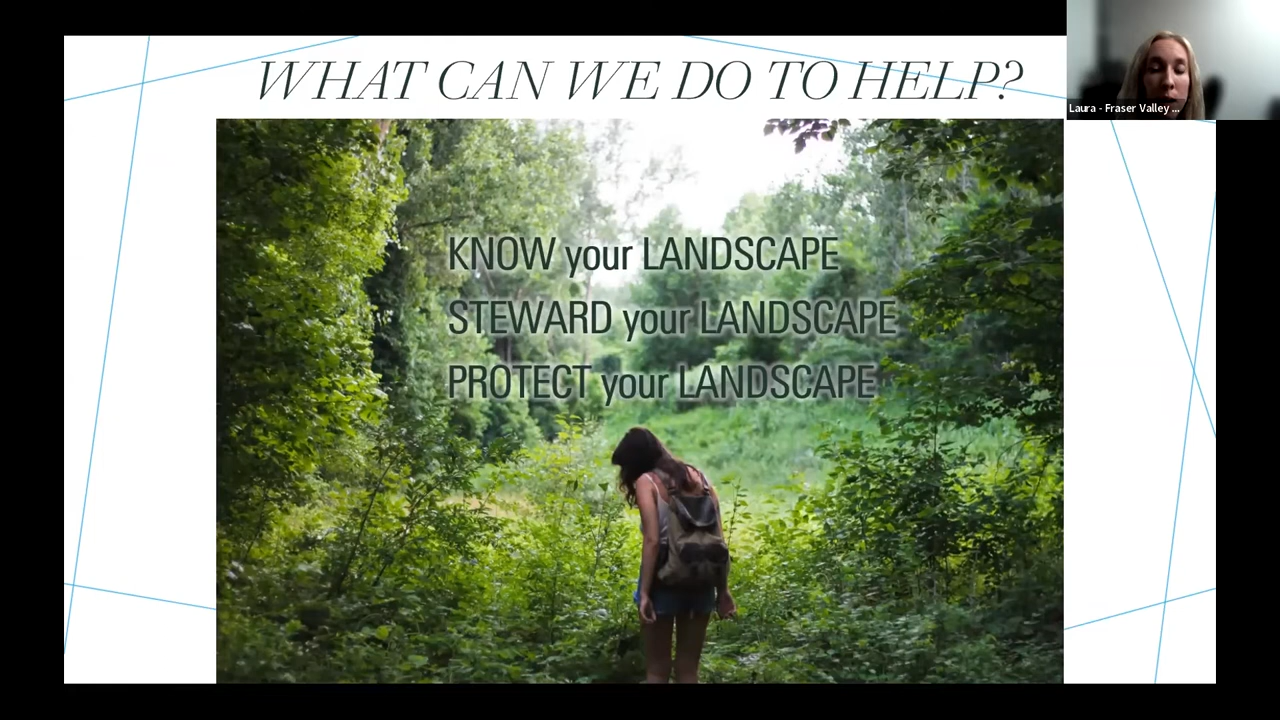 WHAT CAN WE DO TO HELP?
Laura - Fraser Valley ...
KNOW your LANDSCAPE
STEWARD your LANDSCAPE
PROTECT your LANDSCAPE